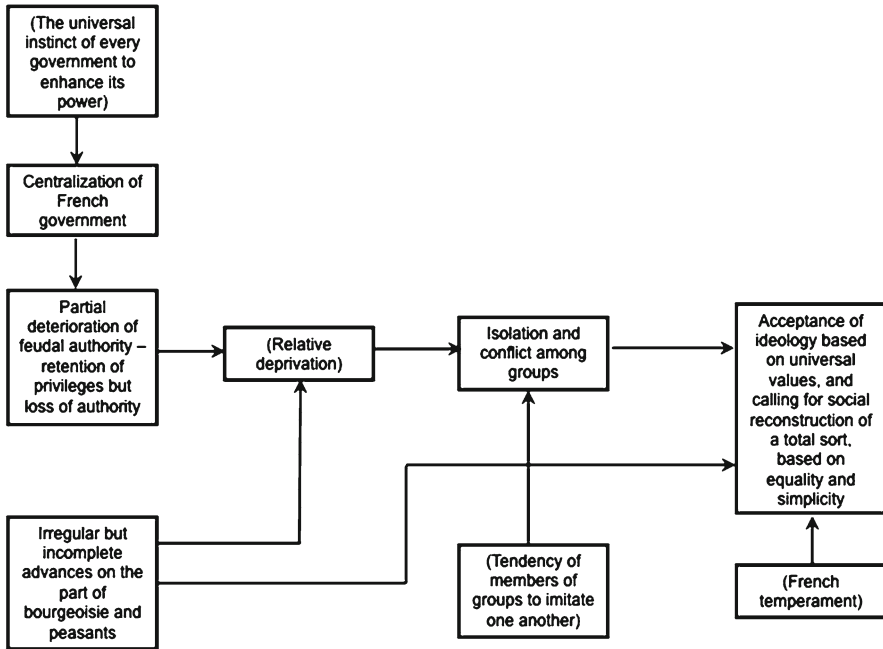 (The universal
instinct of every
government to
enhance its
power)
Centralization of
French
government
Partial
deterioration of
feudal authority –
retention of
privileges but
loss of authority
(Relative
deprivation)
Isolation and
conflict among
groups
Acceptance of
ideology based
on universal
values, and
calling for social
reconstruction of
a total sort,
based on
equality and
simplicity
Irregular but
incomplete
advances on the
part of
bourgeoisie and
peasants
(Tendency of
members of
groups to imitate
one another)
(French
temperament)